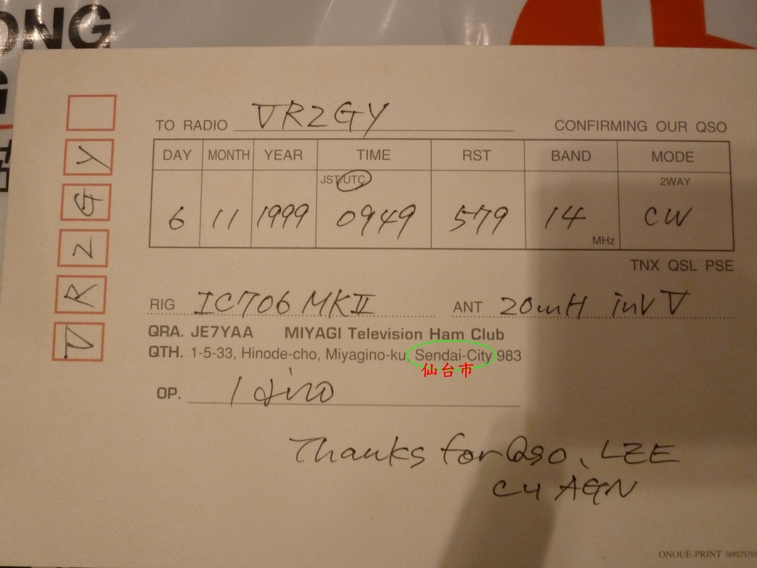 ONG
G
TO RADIO VR2GY CONFIRMING OUR QSO
DAY MONTH YEAR TIME RST BAND MODE
JST/UTC 2WAY
6 11 1999 0949 579 14 MHz CW
TNX QSL PSE
RIG IC706 MKII ANT 20mH inV V
QRA. JE7YAA MIYAGI Television Ham Club
QTH. 1-5-33, Hinode-cho, Miyagino-ku, Sendai-City 983
仙台市
OP. Hiro
Thanks for QSO, LEE
CU AGN
VR2GY
ONOUE-PRINT